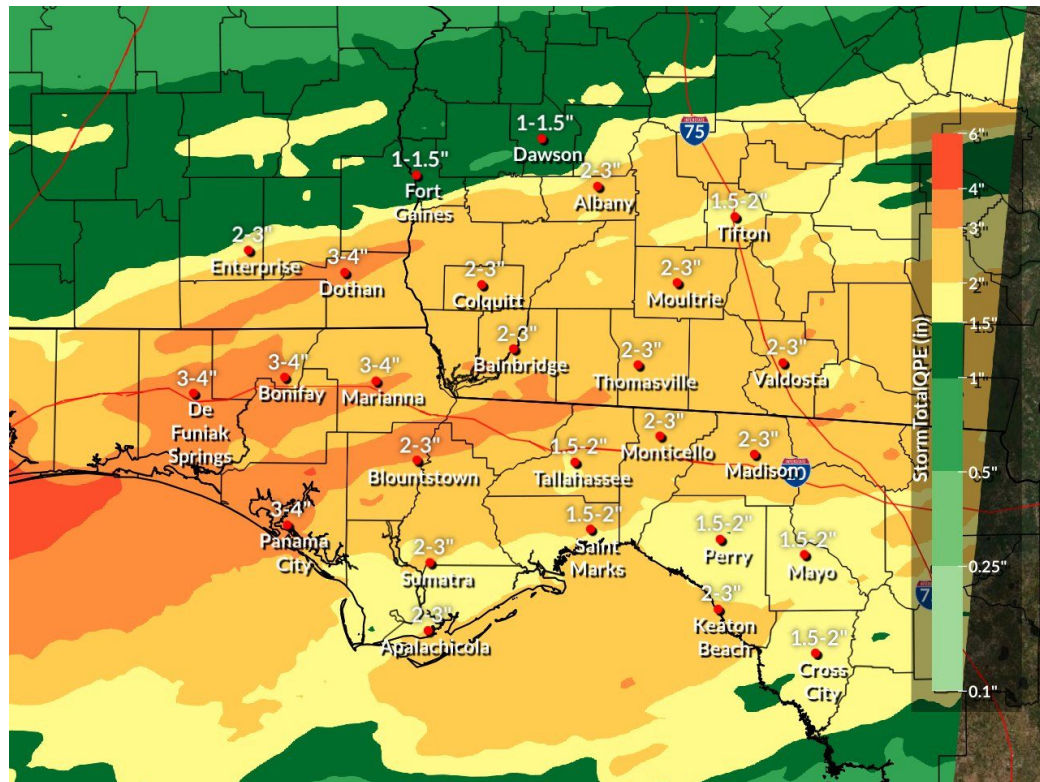 75
1-1.5"
Dawson
1-1.5"
Fort
Gaines
2-3"
Albany
1.5-2"
Tifton
2-3"
Enterprise
3-4"
Dothan
2-3"
Colquitt
2-3"
Moultrie
2-3"
Bainbridge
2-3"
Thomasville
2-3"
Valdosta
3-4"
De
Funiak
Springs
3-4"
Bonifay
3-4"
Marianna
2-3"
Blountstown
1.5-2"
Tallahassee
2-3"
Monticello
2-3"
Madison
3-4"
Panama
City
2-3"
Sumatra
1.5-2"
Saint
Marks
1.5-2"
Perry
1.5-2"
Mayo
2-3"
Apalachicola
2-3"
Keaton
Beach
1.5-2"
Cross
City
StormTotalQPE (in)
6"
4"
3"
2"
1.5"
1"
0.5"
0.25"
0.1"